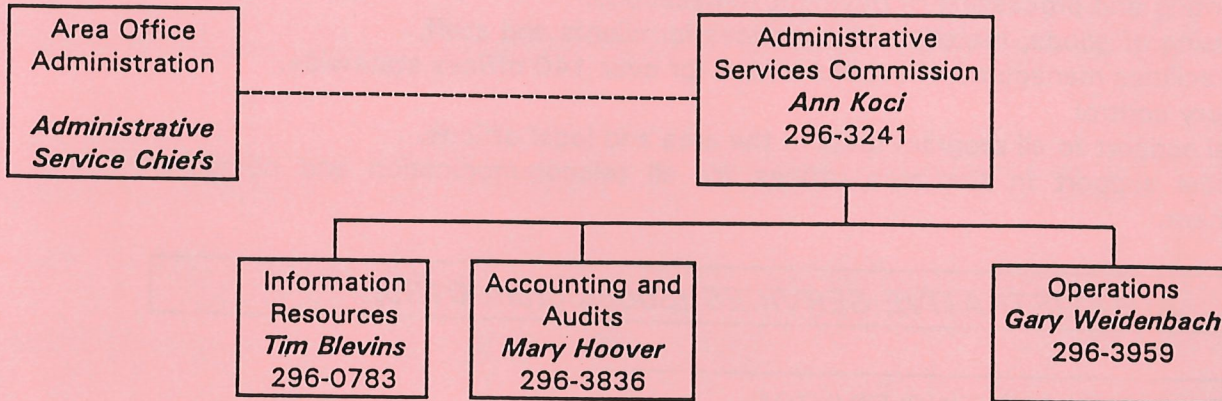 Area Office
Administration
Administrative
Service Chiefs
Administrative
Services Commission
Ann Koci
296-3241
Information
Resources
Tim Blevins
296-0783
Accounting and
Audits
Mary Hoover
296-3836
Operations
Gary Weidenbach
296-3959